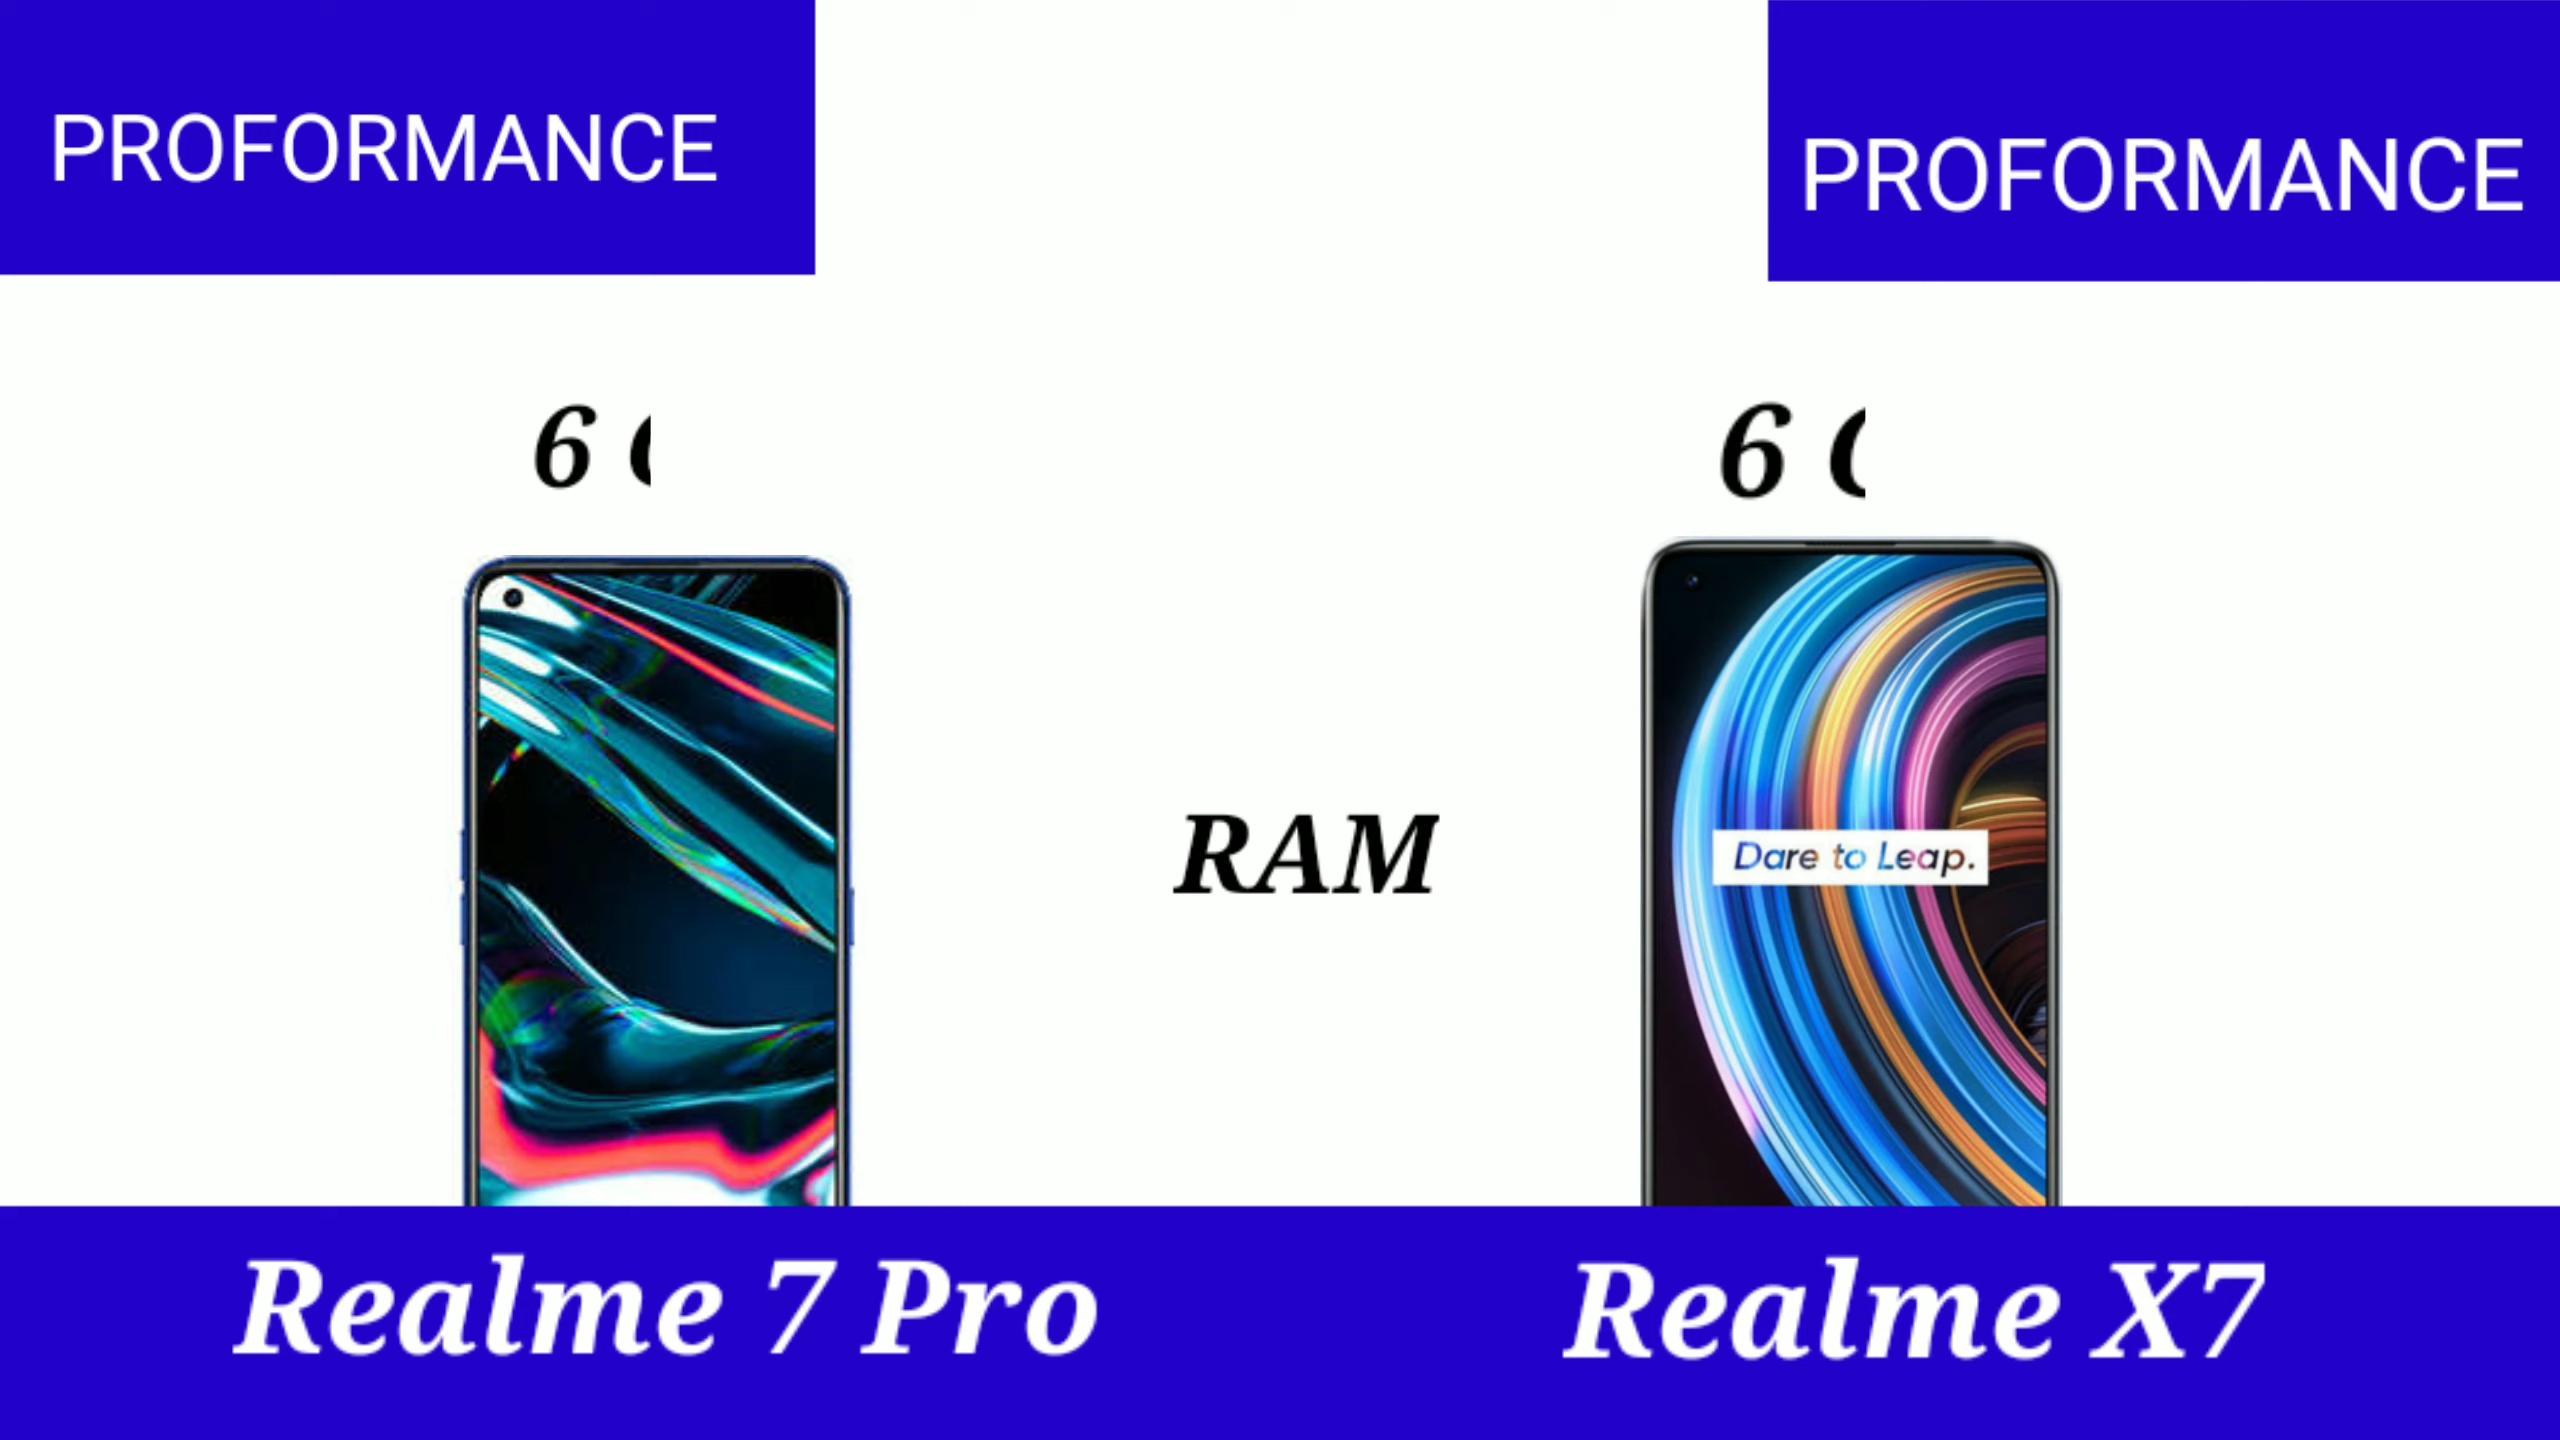 PROFORMANCE
PROFORMANCE
6
6
RAM
Dare to Leap.
Realme 7 Pro
Realme X7